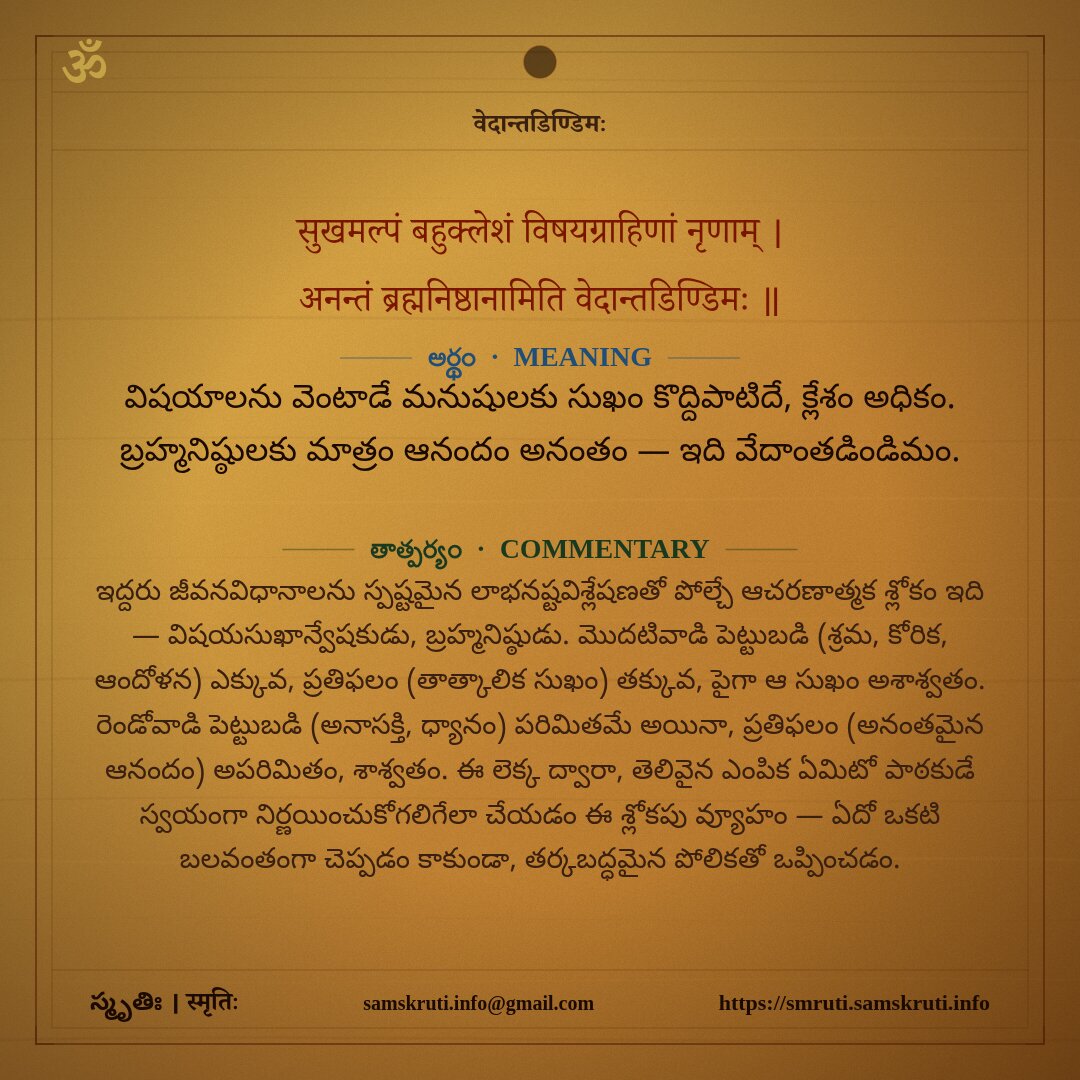 ॐ
वेदान्तडिण्डिमः
सुखमल्पं बहुक्लेशं विषयग्राहिणां नृणाम् ।
अनन्तं ब्रह्मनिष्ठानामिति वेदान्तडिण्डिमः ॥
అర్థం · MEANING
విషయాలను వెంటాడే మనుషులకు సుఖం కొద్దిపాటిదే, క్లేశం అధికం.
బ్రహ్మనిష్ఠులకు మాత్రం ఆనందం అనంతం — ఇది వేదాంతడిండిమం.
తాత్పర్యం · COMMENTARY
ఇద్దరు జీవనవిధానాలను స్పష్టమైన లాభనష్టవిశ్లేషణతో పోల్చే ఆచరణాత్మక శ్లోకం ఇది
— విషయసుఖాన్వేషకుడు, బ్రహ్మనిష్ఠుడు. మొదటివాడి పెట్టుబడి (శ్రమ, కోరిక,
ఆందోళన) ఎక్కువ, ప్రతిఫలం (తాత్కాలిక సుఖం) తక్కువ, పైగా ఆ సుఖం అశాశ్వతం.
రెండోవాడి పెట్టుబడి (అనాసక్తి, ధ్యానం) పరిమితమే అయినా, ప్రతిఫలం (అనంతమైన
ఆనందం) అపరిమితం, శాశ్వతం. ఈ లెక్క ద్వారా, తెలివైన ఎంపిక ఏమిటో పాఠకుడే
స్వయంగా నిర్ణయించుకోగలిగేలా చేయడం ఈ శ్లోకపు వ్యూహం — ఏదో ఒకటి
బలవంతంగా చెప్పడం కాకుండా, తర్కబద్ధమైన పోలికతో ఒప్పించడం.
స్మృతిః | स्मृतिः samskruti.info@gmail.com https://smruti.samskruti.info